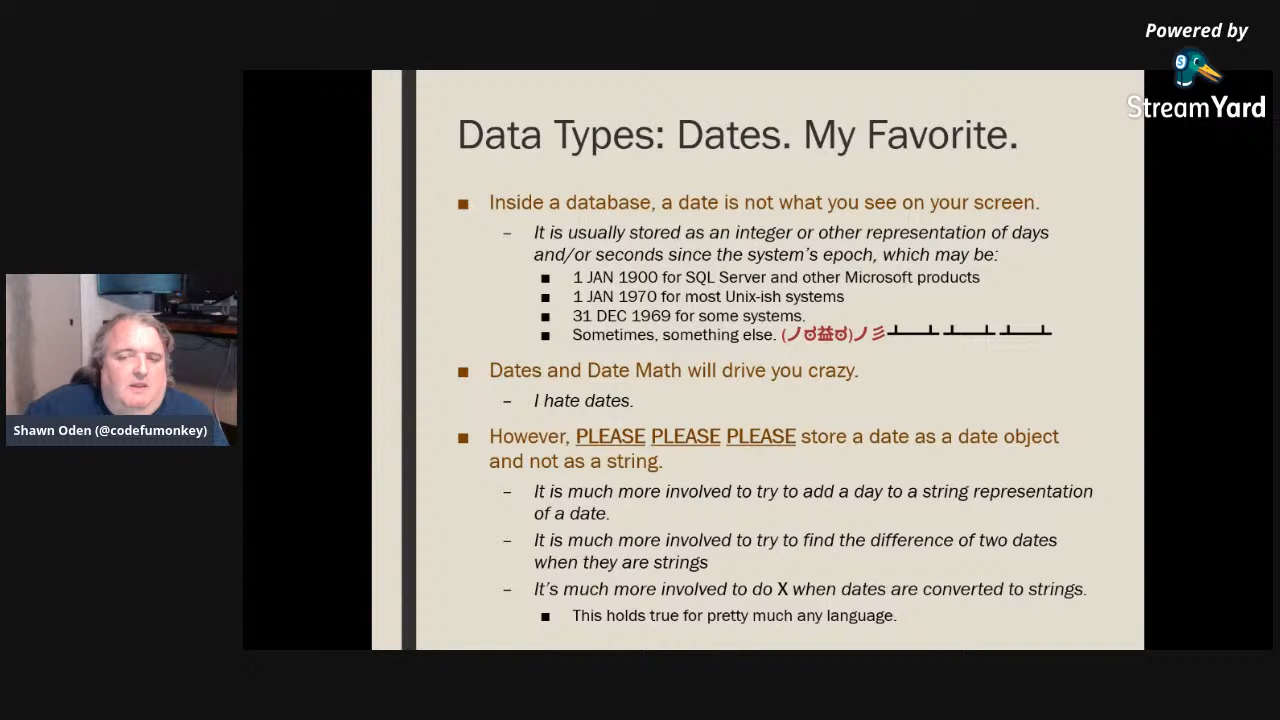 Powered by
StreamYard
Data Types: Dates. My Favorite.
■ Inside a database, a date is not what you see on your screen.
– It is usually stored as an integer or other representation of days
and/or seconds since the system's epoch, which may be:
■ 1 JAN 1900 for SQL Server and other Microsoft products
■ 1 JAN 1970 for most Unix-ish systems
■ 31 DEC 1969 for some systems.
■ Sometimes, something else. (ノಠ益ಠ)ノ彡┻━┻ ┻━┻ ┻━┻
■ Dates and Date Math will drive you crazy.
– I hate dates.
■ However, PLEASE PLEASE PLEASE store a date as a date object
and not as a string.
– It is much more involved to try to add a day to a string representation
of a date.
– It is much more involved to try to find the difference of two dates
when they are strings
– It's much more involved to do X when dates are converted to strings.
■ This holds true for pretty much any language.
Shawn Oden (@codefumonkey)